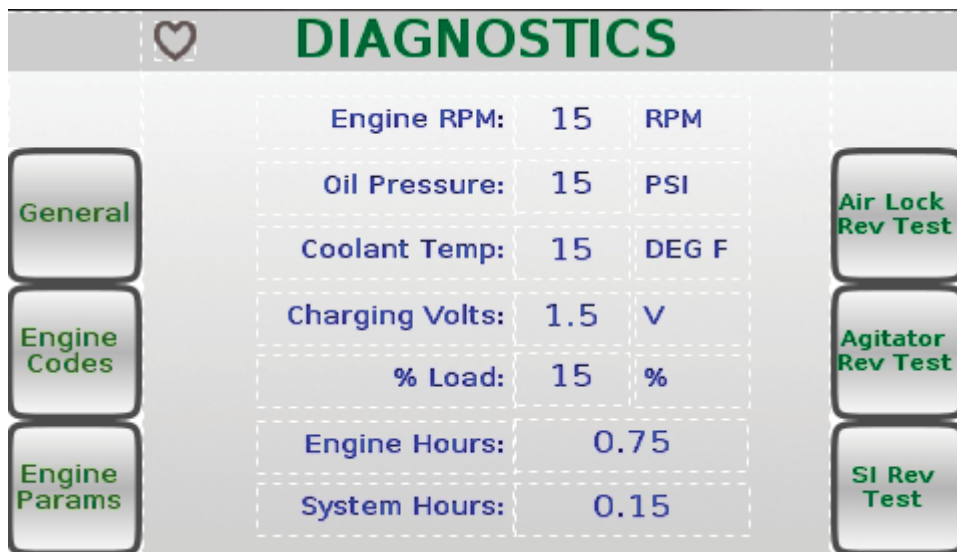 DIAGNOSTICS
Engine RPM: 15 RPM
Oil Pressure: 15 PSI
Coolant Temp: 15 DEG F
Charging Volts: 1.5 V
% Load: 15 %
Engine Hours: 0.75
System Hours: 0.15
General
Engine
Codes
Engine
Params
Air Lock
Rev Test
Agitator
Rev Test
SI Rev
Test